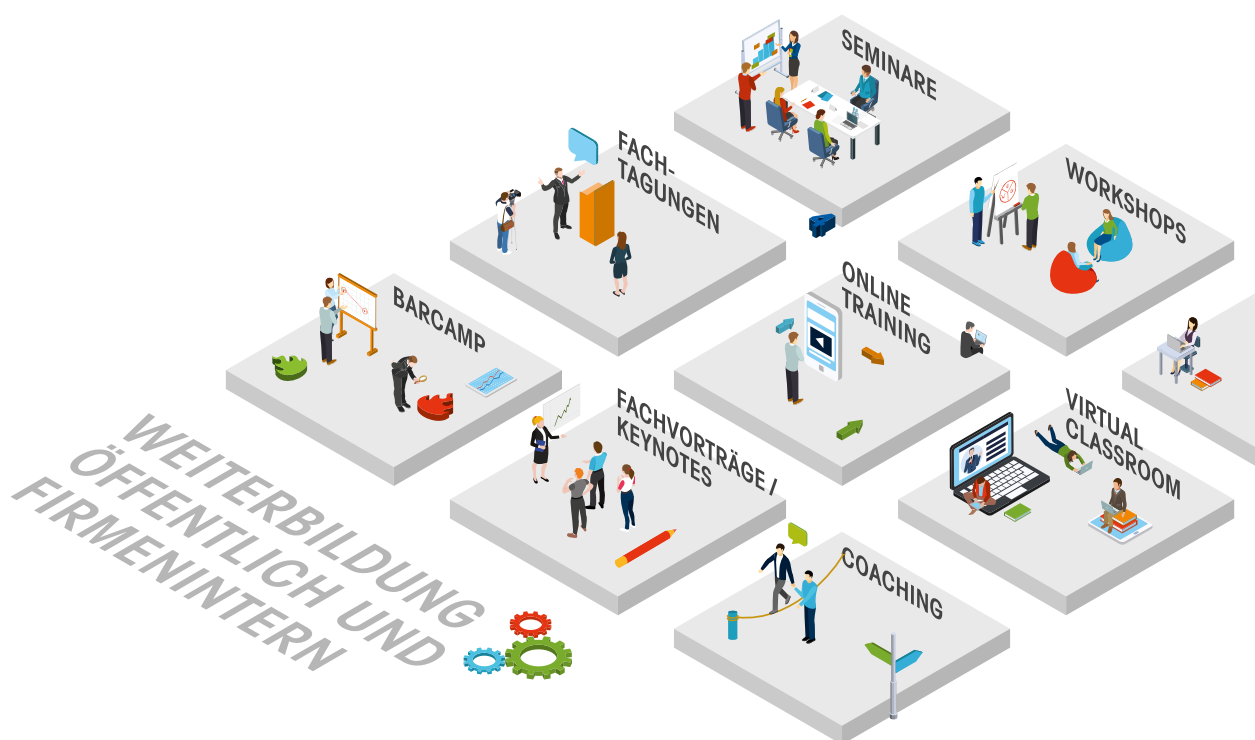 SEMINARE
FACH-
TAGUNGEN
WORKSHOPS
BARCAMP
ONLINE
TRAINING
FACHVORTRÄGE /
KEYNOTES
VIRTUAL
CLASSROOM
COACHING
WEITERBILDUNG
ÖFFENTLICH UND
FIRMENINTERN